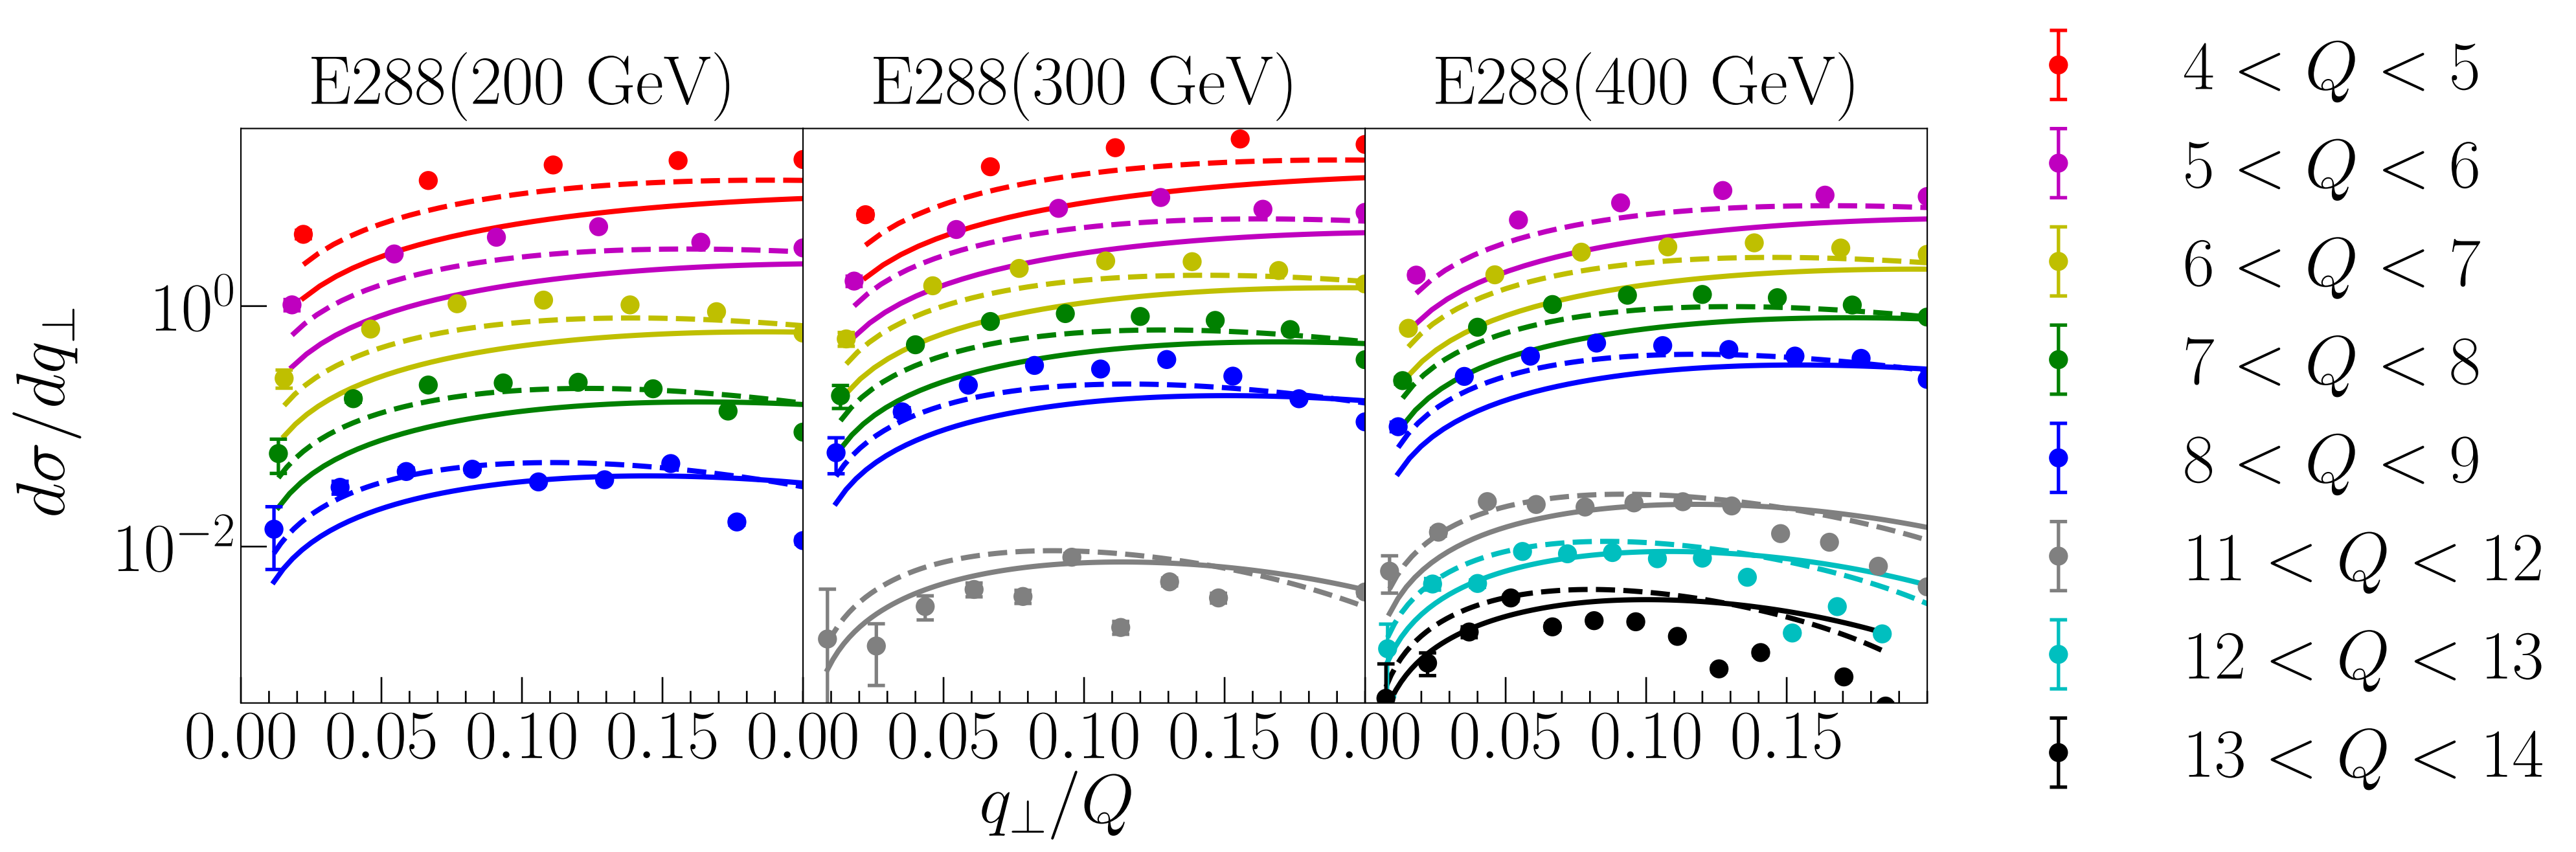 E288(200 GeV) E288(300 GeV) E288(400 GeV)
dσ/dq⊥
10⁰
10⁻²
0.00 0.05 0.10 0.15 0.00 0.05 0.10 0.15 0.00 0.05 0.10 0.15
q⊥/Q
4 < Q < 5
5 < Q < 6
6 < Q < 7
7 < Q < 8
8 < Q < 9
11 < Q < 12
12 < Q < 13
13 < Q < 14